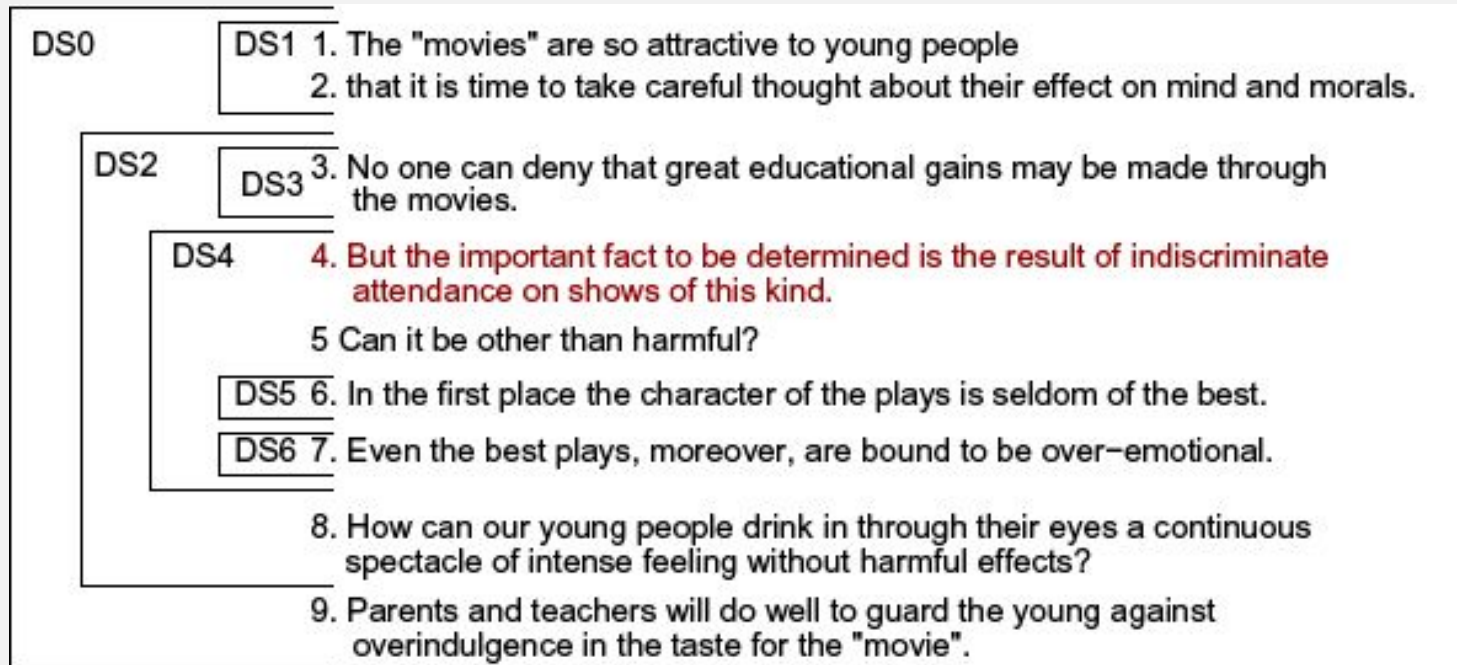 DS0 DS1 1. The "movies" are so attractive to young people
2. that it is time to take careful thought about their effect on mind and morals.
DS2 DS3 3. No one can deny that great educational gains may be made through
the movies.
DS4 4. But the important fact to be determined is the result of indiscriminate
attendance on shows of this kind.
5 Can it be other than harmful?
DS5 6. In the first place the character of the plays is seldom of the best.
DS6 7. Even the best plays, moreover, are bound to be over−emotional.
8. How can our young people drink in through their eyes a continuous
spectacle of intense feeling without harmful effects?
9. Parents and teachers will do well to guard the young against
overindulgence in the taste for the "movie".